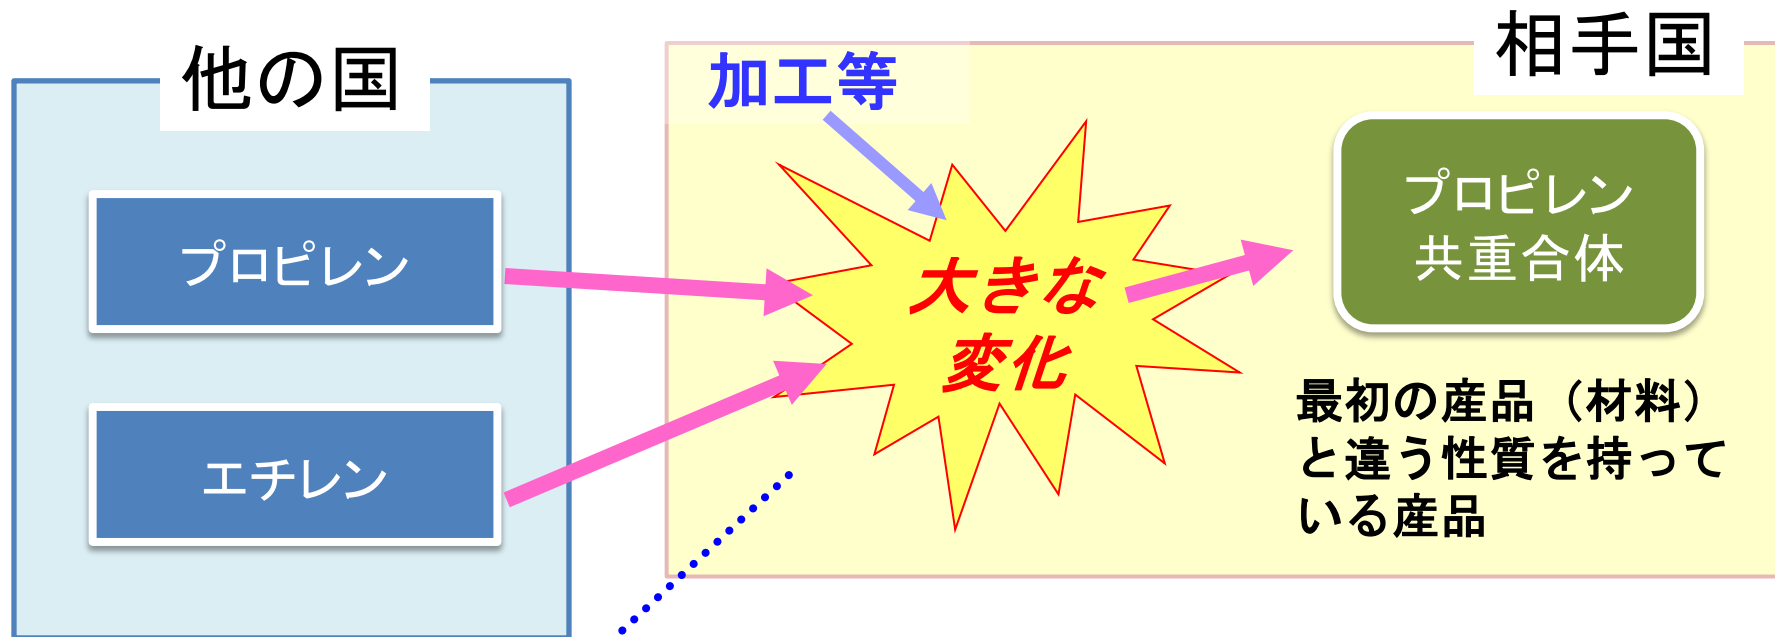 他の国
プロピレン
エチレン
加工等
大きな
変化
相手国
プロピレン
共重合体
最初の産品（材料）
と違う性質を持って
いる産品